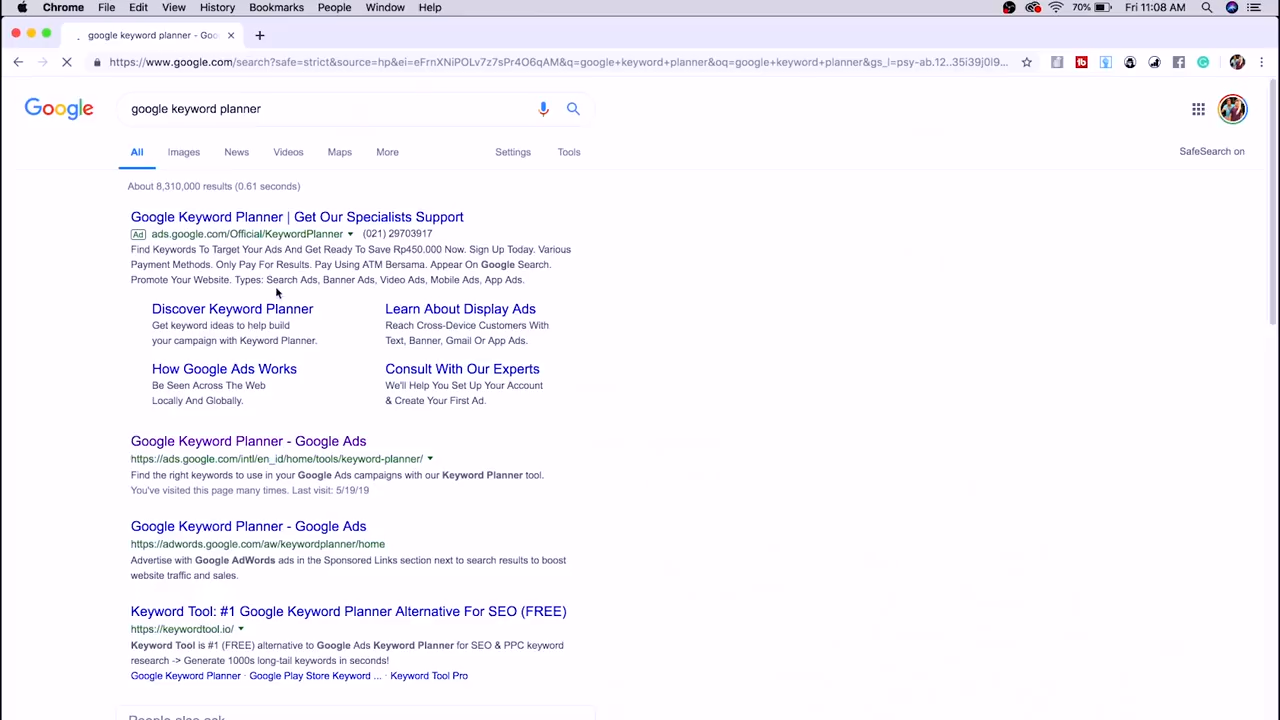 Chrome File Edit View History Bookmarks People Window Help 70% Fri 11:08 AM
google keyword planner - Goo
https://www.google.com/search?safe=strict&source=hp&ei=eFrnXNiPOLv7z7sPr4O6qAM&q=google+keyword+planner&oq=google+keyword+planner&gs_l=psy-ab.12..35i39j0l9...
Google google keyword planner
All Images News Videos Maps More Settings Tools SafeSearch on
About 8,310,000 results (0.61 seconds)
Google Keyword Planner | Get Our Specialists Support
Ad ads.google.com/Official/KeywordPlanner (021) 29703917
Find Keywords To Target Your Ads And Get Ready To Save Rp450.000 Now. Sign Up Today. Various
Payment Methods. Only Pay For Results. Pay Using ATM Bersama. Appear On Google Search.
Promote Your Website. Types: Search Ads, Banner Ads, Video Ads, Mobile Ads, App Ads.
Discover Keyword Planner
Get keyword ideas to help build
your campaign with Keyword Planner.
Learn About Display Ads
Reach Cross-Device Customers With
Text, Banner, Gmail Or App Ads.
How Google Ads Works
Be Seen Across The Web
Locally And Globally.
Consult With Our Experts
We'll Help You Set Up Your Account
& Create Your First Ad.
Google Keyword Planner - Google Ads
https://ads.google.com/intl/en_id/home/tools/keyword-planner/
Find the right keywords to use in your Google Ads campaigns with our Keyword Planner tool.
You've visited this page many times. Last visit: 5/19/19
Google Keyword Planner - Google Ads
https://adwords.google.com/aw/keywordplanner/home
Advertise with Google AdWords ads in the Sponsored Links section next to search results to boost
website traffic and sales.
Keyword Tool: #1 Google Keyword Planner Alternative For SEO (FREE)
https://keywordtool.io/
Keyword Tool is #1 (FREE) alternative to Google Ads Keyword Planner for SEO & PPC keyword
research -> Generate 1000s long-tail keywords in seconds!
Google Keyword Planner · Google Play Store Keyword ... · Keyword Tool Pro
People also ask